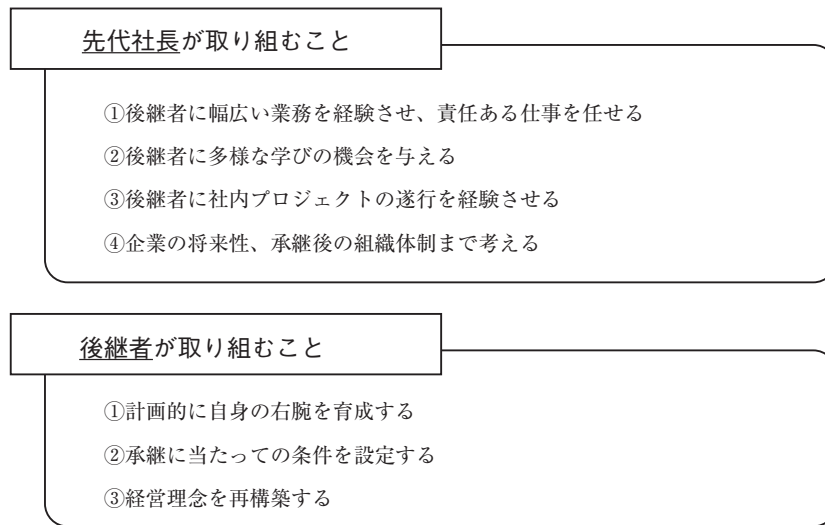 先代社長が取り組むこと
①後継者に幅広い業務を経験させ、責任ある仕事を任せる
②後継者に多様な学びの機会を与える
③後継者に社内プロジェクトの遂行を経験させる
④企業の将来性、承継後の組織体制まで考える
後継者が取り組むこと
①計画的に自身の右腕を育成する
②承継に当たっての条件を設定する
③経営理念を再構築する